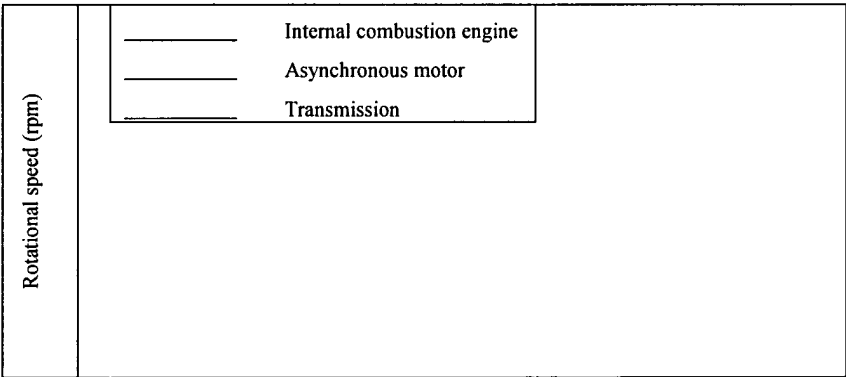 Internal combustion engine
Asynchronous motor
Transmission
Rotational speed (rpm)